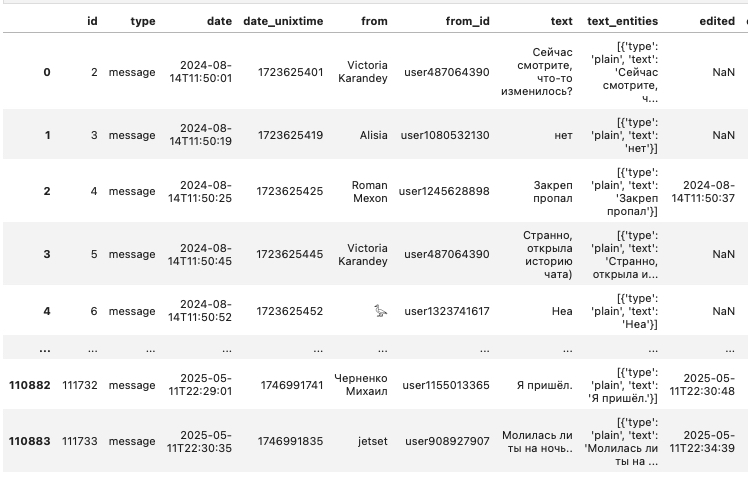 id type date date_unixtime from from_id text text_entities edited
0 2 message 2024-08-14T11:50:01 1723625401 Victoria Karandey user487064390 Сейчас смотрите, что-то изменилось? [{'type': 'plain', 'text': 'Сейчас смотрите, ч... NaN
1 3 message 2024-08-14T11:50:19 1723625419 Alisia user1080532130 нет [{'type': 'plain', 'text': 'нет'}] NaN
2 4 message 2024-08-14T11:50:25 1723625425 Roman Mexon user1245628898 Закреп пропал [{'type': 'plain', 'text': 'Закреп пропал'}] 2024-08-14T11:50:37
3 5 message 2024-08-14T11:50:45 1723625445 Victoria Karandey user487064390 Странно, открыла историю чата) [{'type': 'plain', 'text': 'Странно, открыла и... NaN
4 6 message 2024-08-14T11:50:52 1723625452 🪿 user1323741617 Неа [{'type': 'plain', 'text': 'Неа'}] NaN
... ... ... ... ... ... ... ... ... ...
110882 111732 message 2025-05-11T22:29:01 1746991741 Черненко Михаил user1155013365 Я пришёл. [{'type': 'plain', 'text': 'Я пришёл.'}] 2025-05-11T22:30:48
110883 111733 message 2025-05-11T22:30:35 1746991835 jetset user908927907 Молилась ли ты на ночь.. [{'type': 'plain', 'text': 'Молилась ли ты на ... 2025-05-11T22:34:39